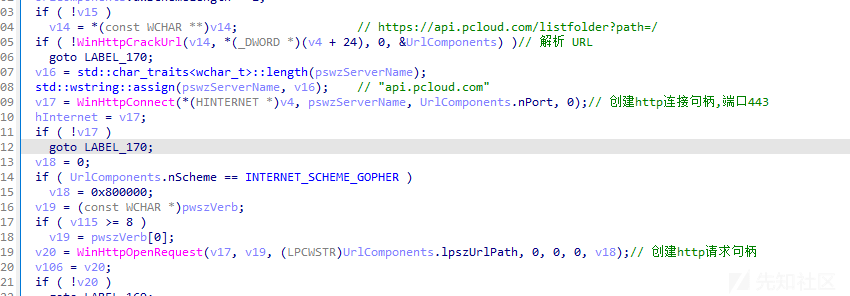 03 if ( !v15 )
04 v14 = *(const WCHAR **)v14; // https://api.pcloud.com/listfolder?path=/
05 if ( !WinHttpCrackUrl(v14, *(_DWORD *)(v4 + 24), 0, &UrlComponents) )// 解析 URL
06 goto LABEL_170;
07 v16 = std::char_traits<wchar_t>::length(pswzServerName);
08 std::wstring::assign(pswzServerName, v16); // "api.pcloud.com"
09 v17 = WinHttpConnect(*(HINTERNET *)v4, pswzServerName, UrlComponents.nPort, 0);// 创建http连接句柄,端口443
10 hInternet = v17;
11 if ( !v17 )
12 goto LABEL_170;
13 v18 = 0;
14 if ( UrlComponents.nScheme == INTERNET_SCHEME_GOPHER )
15 v18 = 0x800000;
16 v19 = (const WCHAR *)pwszVerb;
17 if ( v115 >= 8 )
18 v19 = pwszVerb[0];
19 v20 = WinHttpOpenRequest(v17, v19, (LPCWSTR)UrlComponents.lpszUrlPath, 0, 0, 0, v18);// 创建http请求句柄
20 v106 = v20;
21 if ( !v20 )
先知社区